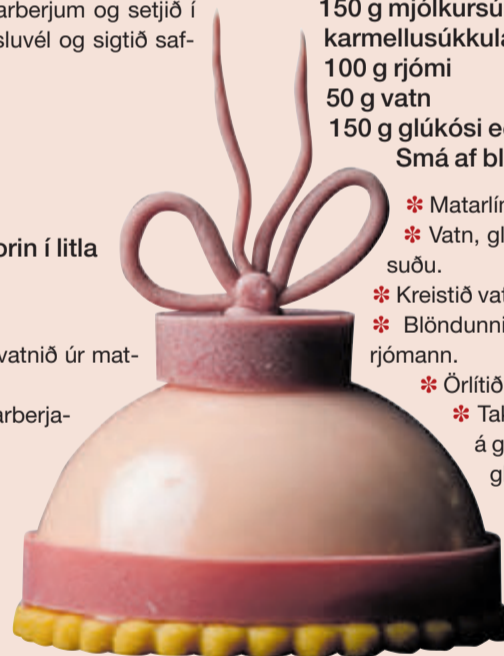 arberjum og setjið í
sluvél og sigtið saf-
orin í litla
vatnið úr mat-
arberja-
150 g mjólkursú
karmellusúkkula
100 g rjómi
50 g vatn
150 g glúkósi e
Smá af bl
✽ Matarlím
✽ Vatn, gl
suðu.
✽ Kreistið vat
✽ Blöndunni
rjómann.
✽ Örlítið
✽ Tak
á g
g